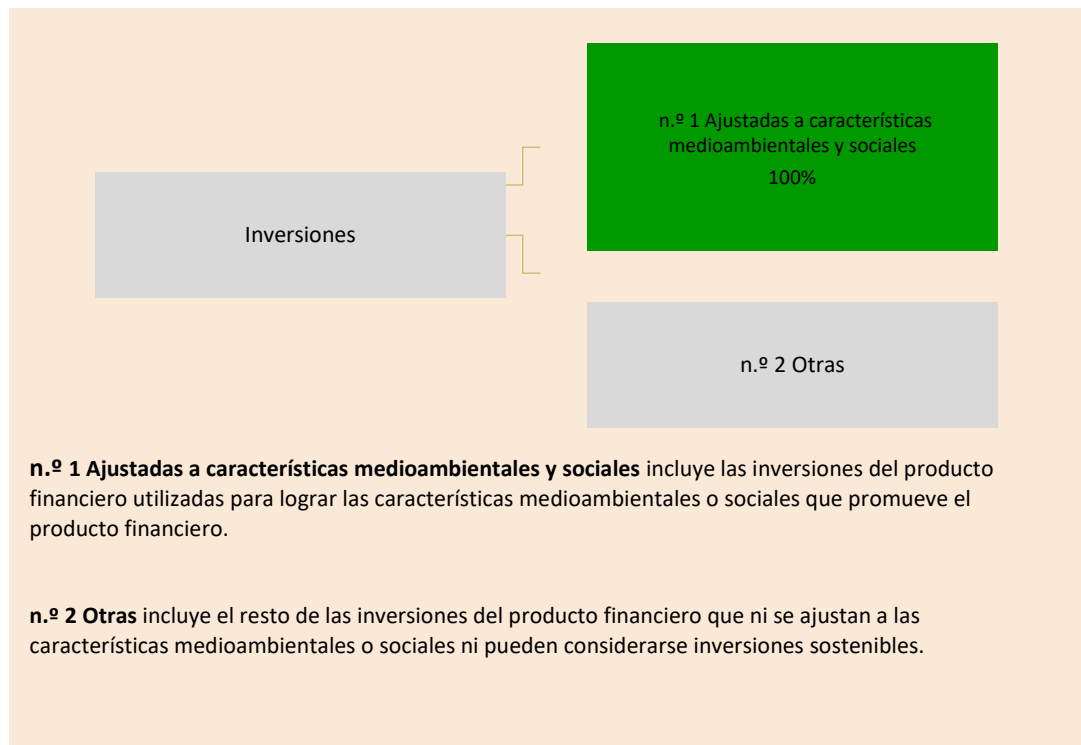 n.º 1 Ajustadas a características
medioambientales y sociales
100%
Inversiones
n.º 2 Otras
n.º 1 Ajustadas a características medioambientales y sociales incluye las inversiones del producto
financiero utilizadas para lograr las características medioambientales o sociales que promueve el
producto financiero.
n.º 2 Otras incluye el resto de las inversiones del producto financiero que ni se ajustan a las
características medioambientales o sociales ni pueden considerarse inversiones sostenibles.